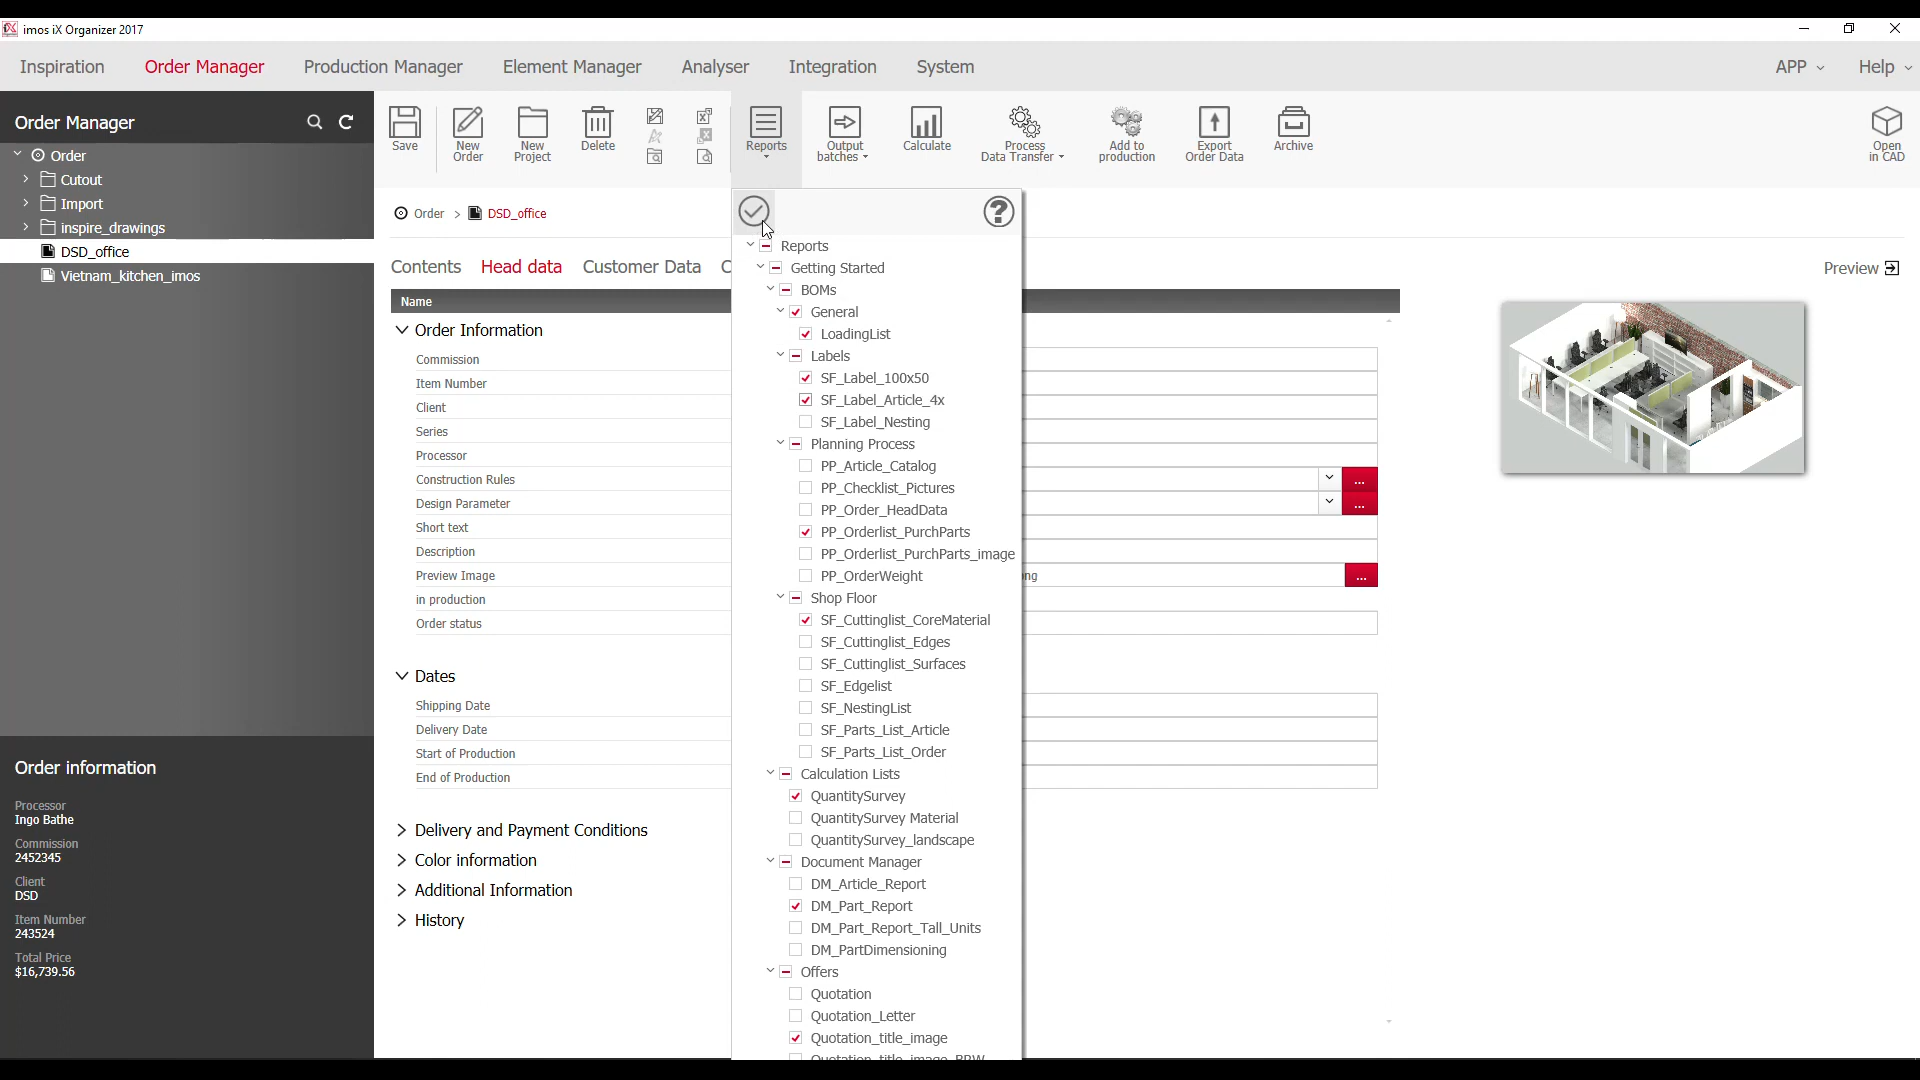 imos iX Organizer 2017
Inspiration Order Manager Production Manager Element Manager Analyser Integration System APP Help
Order Manager
Order
Cutout
Import
inspire_drawings
DSD_office
Vietnam_kitchen_imos
Save
New Order
New Project
Delete
Reports
Output batches
Calculate
Process Data Transfer
Add to production
Export Order Data
Archive
Open in CAD
Order > DSD_office
Contents Head data Customer Data C
Preview
Name
Order Information
Commission
Item Number
Client
Series
Processor
Construction Rules
...
Design Parameter
...
Short text
Description
Preview Image
ng
...
in production
Order status
Dates
Shipping Date
Delivery Date
Start of Production
End of Production
Delivery and Payment Conditions
Color information
Additional Information
History
?
Reports
Getting Started
BOMs
General
LoadingList
Labels
SF_Label_100x50
SF_Label_Article_4x
SF_Label_Nesting
Planning Process
PP_Article_Catalog
PP_Checklist_Pictures
PP_Order_HeadData
PP_Orderlist_PurchParts
PP_Orderlist_PurchParts_image
PP_OrderWeight
Shop Floor
SF_Cuttinglist_CoreMaterial
SF_Cuttinglist_Edges
SF_Cuttinglist_Surfaces
SF_Edgelist
SF_NestingList
SF_Parts_List_Article
SF_Parts_List_Order
Calculation Lists
QuantitySurvey
QuantitySurvey Material
QuantitySurvey_landscape
Document Manager
DM_Article_Report
DM_Part_Report
DM_Part_Report_Tall_Units
DM_PartDimensioning
Offers
Quotation
Quotation_Letter
Quotation_title_image
Order information
Processor
Ingo Bathe
Commission
2452345
Client
DSD
Item Number
243524
Total Price
$16,739.56